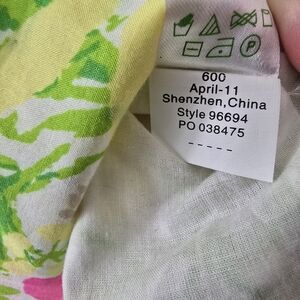 600
April-11
Shenzhen,China
Style 96694
PO 038475
- - - - -